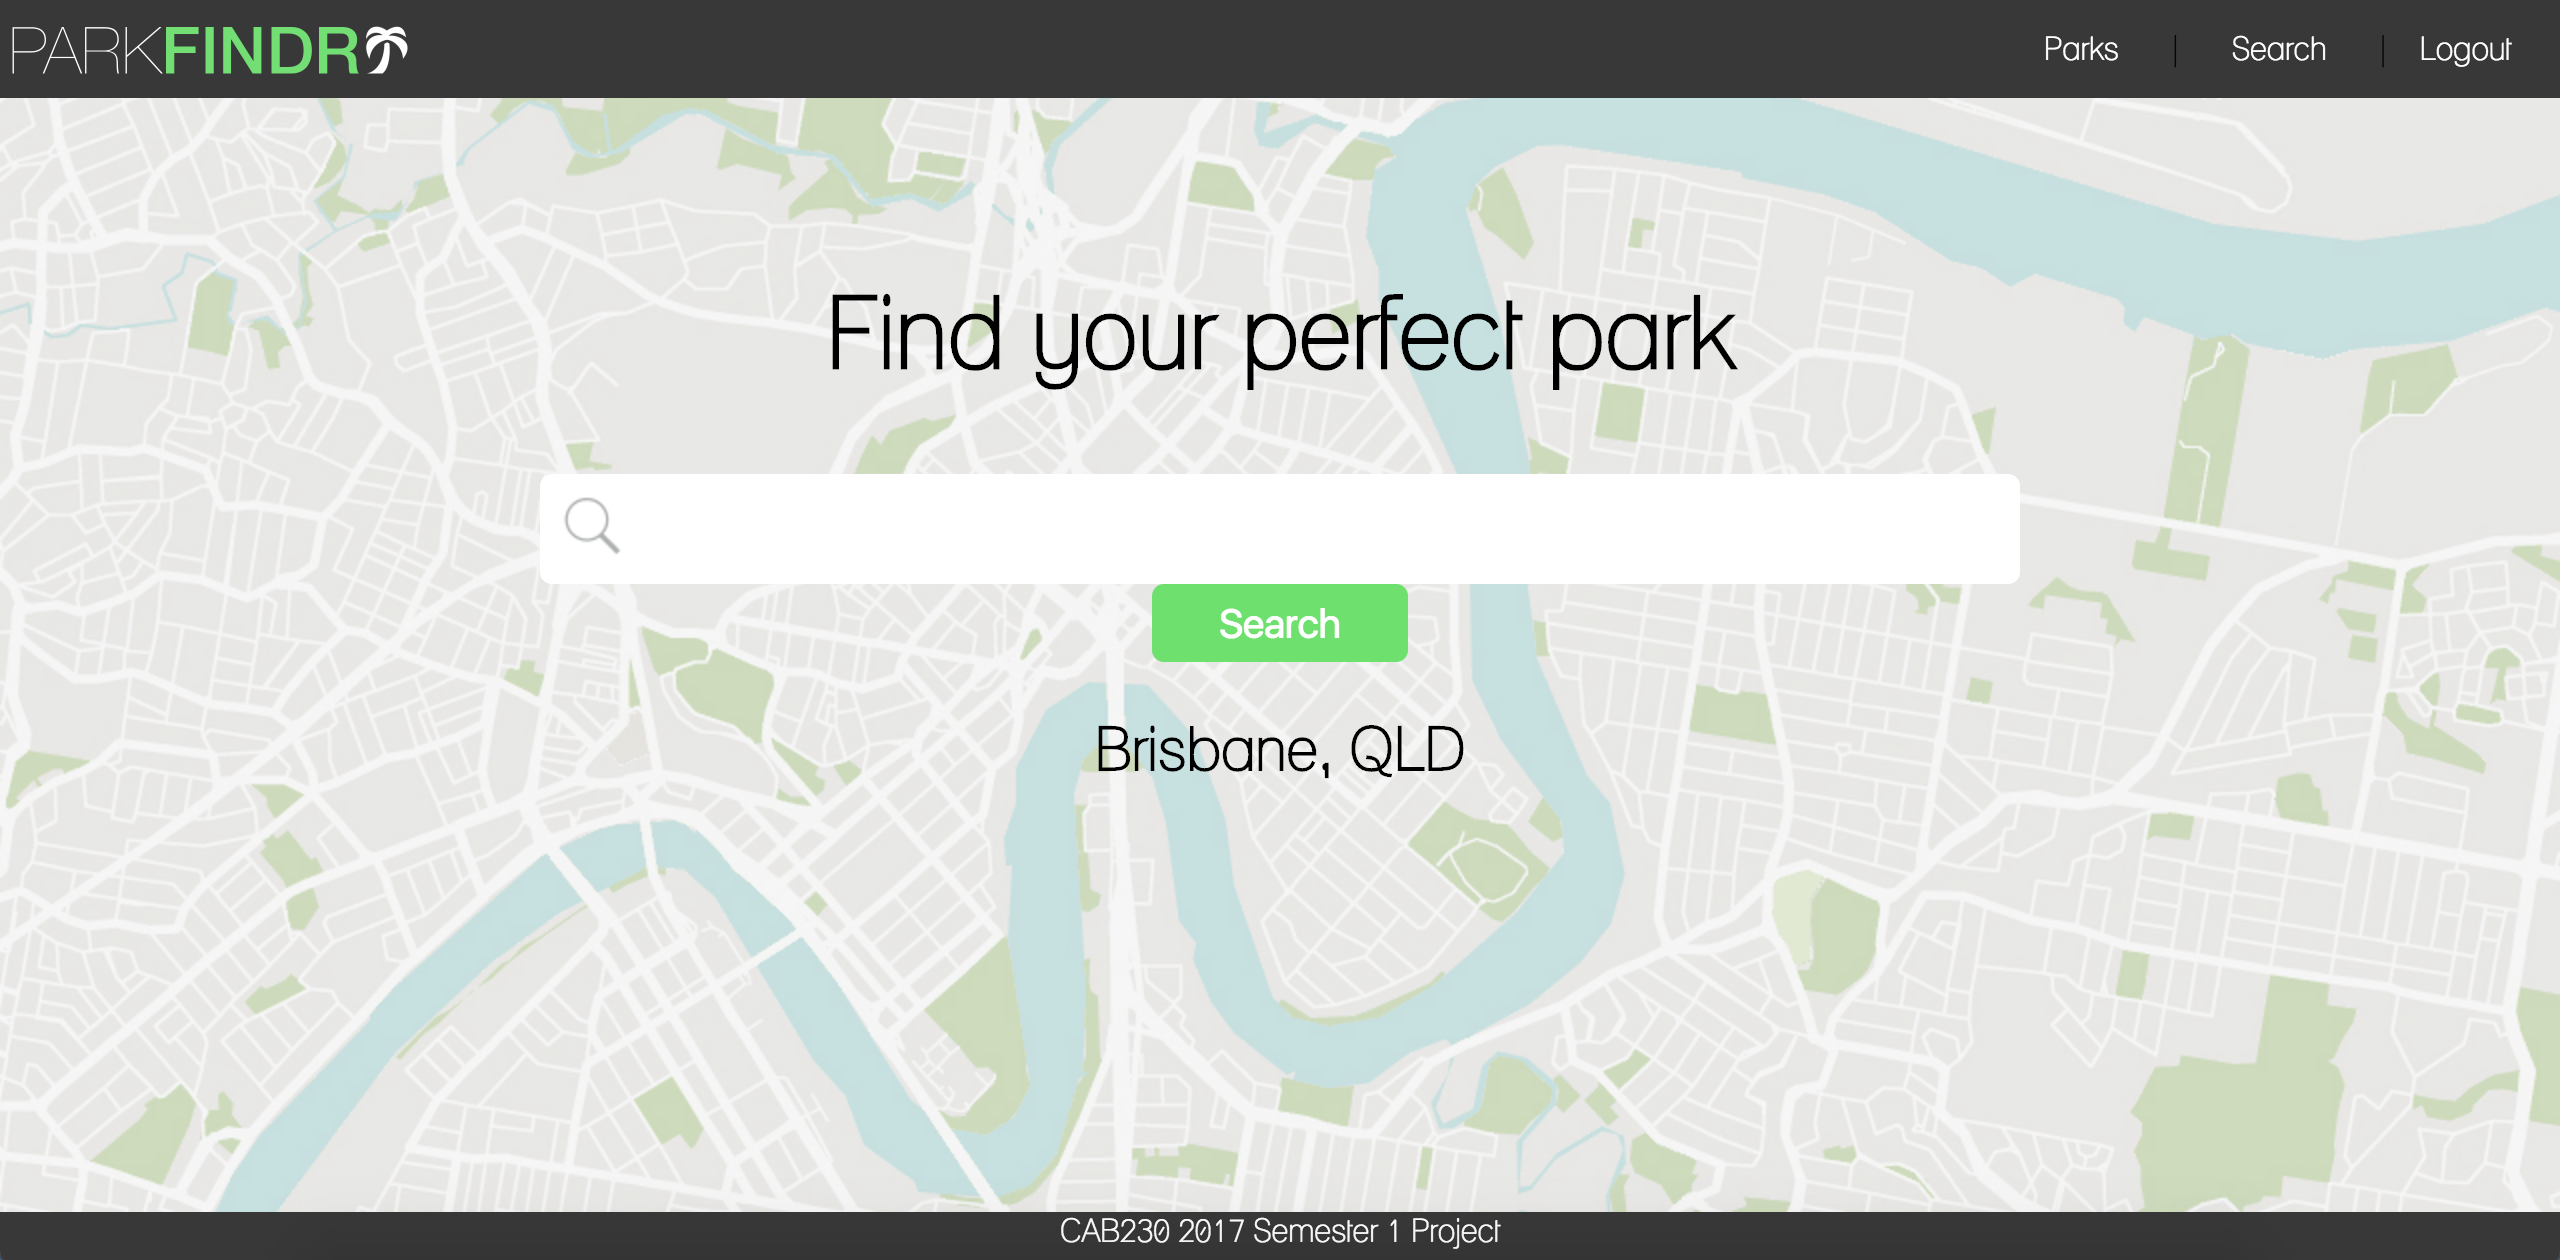 PARKFINDR
Parks | Search | Logout
Find your perfect park
Search
Brisbane, QLD
CAB230 2017 Semester 1 Project